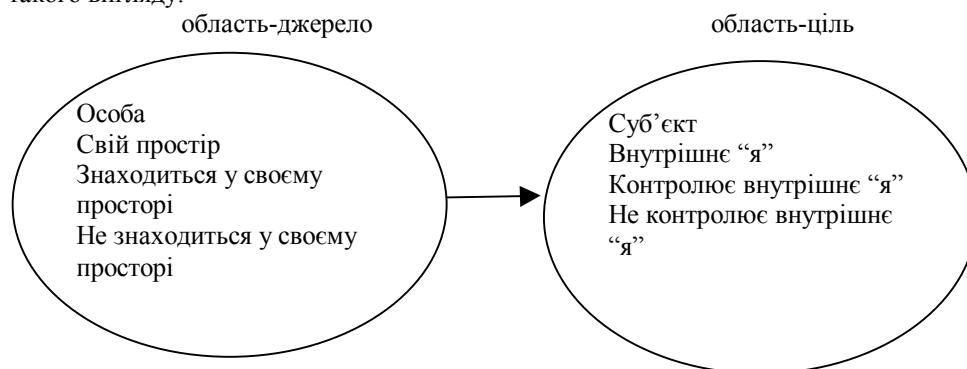 такого вигляду:
область-джерело область-ціль
Особа
Свій простір
Знаходиться у своєму
просторі
Не знаходиться у своєму
просторі
Суб’єкт
Внутрішнє “я”
Контролює внутрішнє “я”
Не контролює внутрішнє
“я”